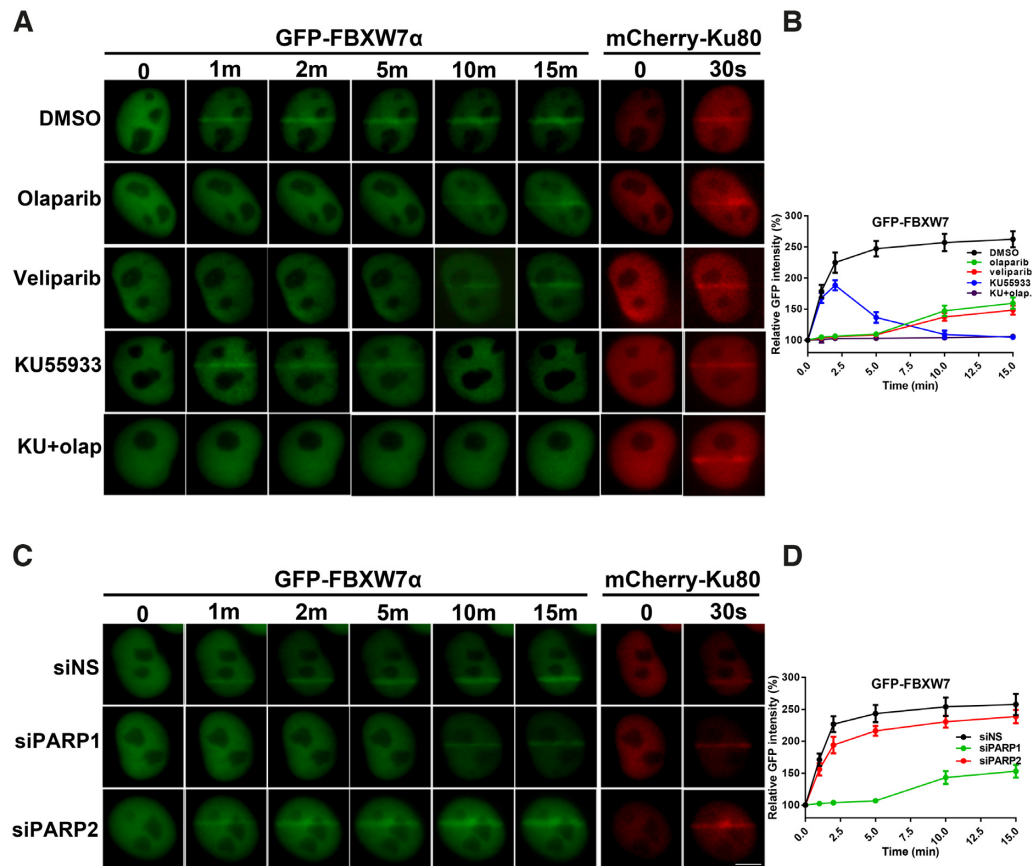 A
GFP-FBXW7α mCherry-Ku80
0 1m 2m 5m 10m 15m 0 30s
DMSO
Olaparib
Veliparib
KU55933
KU+olap
B
GFP-FBXW7
Relative GFP intensity (%)
300
250
200
150
100
DMSO
olaparib
veliparib
KU55933
KU+olap.
0.0 2.5 5.0 7.5 10.0 12.5 15.0
Time (min)
C
GFP-FBXW7α mCherry-Ku80
0 1m 2m 5m 10m 15m 0 30s
siNS
siPARP1
siPARP2
D
GFP-FBXW7
Relative GFP intensity (%)
300
250
200
150
100
siNS
siPARP1
siPARP2
0.0 2.5 5.0 7.5 10.0 12.5 15.0
Time (min)